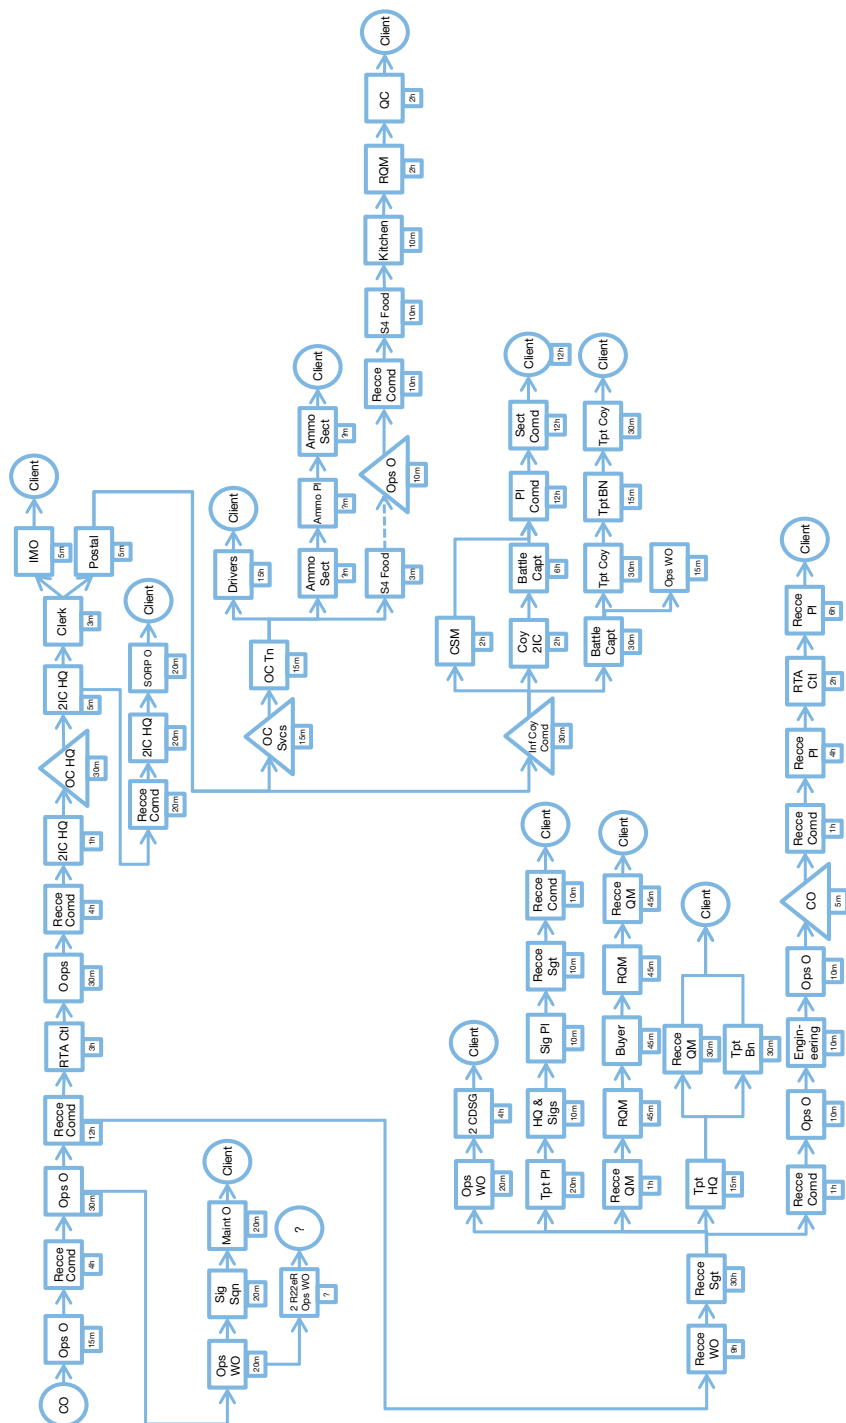 CO
Ops O
15m
Recce
Comd
4h
Ops O
30m
Recce
Comd
12h
RTA Ctl
3h
O ops
30m
Recce
Comd
4h
2IC HQ
1h
OC HQ
30m
2IC HQ
5m
Clerk
3m
IMO
5m
Client
Postal
5m
Recce
Comd
20m
2IC HQ
20m
SORP O
20m
Client
Ops
WO
20m
Sig
Sqn
20m
Maint O
20m
Client
2 R22eR
Ops WO
?
?
OC
Svcs
15m
OC Tn
15m
Drivers
15h
Client
Ammo
Sect
?m
Ammo Pl
?m
Ammo
Sect
?m
Client
S4 Food
3m
Ops O
10m
Recce
Comd
10m
S4 Food
10m
Kitchen
10m
RQM
2h
QC
2h
Client
Inf Coy
Comd
30m
CSM
2h
Coy
2IC
2h
Battle
Capt
6h
Pl
Comd
12h
Sect
Comd
12h
Client
12h
Battle
Capt
30m
Tpt Coy
30m
TptBN
15m
Tpt Coy
30m
Client
Ops WO
15m
Recce
WO
9h
Recce
Sgt
30h
Ops
WO
20m
2 CDSG
4h
Client
Tpt Pl
20m
HQ &
Sigs
10m
Sig Pl
10m
Recce
Sgt
10m
Recce
Comd
10m
Client
Recce
QM
1h
RQM
45m
Buyer
45m
RQM
45m
Recce
QM
45m
Client
Tpt
HQ
15m
Recce
QM
30m
Tpt
Bn
30m
Client
Recce
Comd
1h
Ops O
10m
Engin-
eering
10m
Ops O
10m
CO
5m
Recce
Comd
1h
Recce
Pl
4h
RTA
Ctl
2h
Recce
Pl
6h
Client